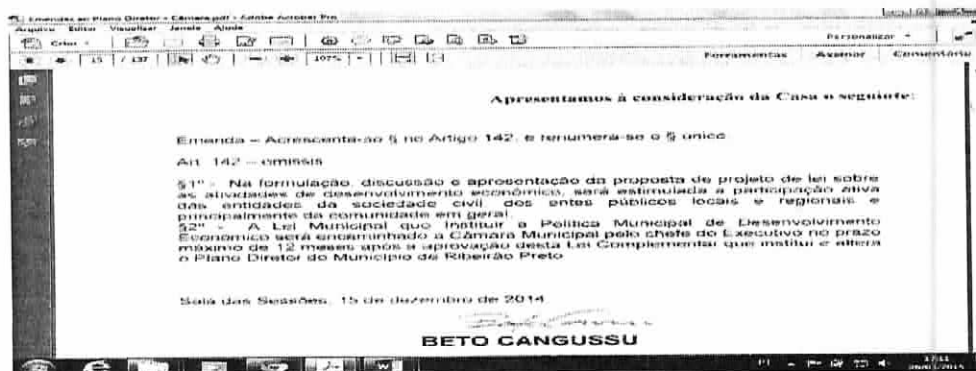 Emendas ao Plano Diretor - Câmara.pdf - Adobe Acrobat Pro
Arquivo Editar Visualizar Janela Ajuda
Criar Personalizar
15 / 137 107% Ferramentas Assinar Comentário
Apresentamos à consideração da Casa o seguinte:
Emenda – Acrescenta-se § no Artigo 142, e renumera-se o § único
Art. 142 – omissis
§1º - Na formulação, discussão e apresentação da proposta de projeto de lei sobre
as atividades de desenvolvimento econômico, será estimulada a participação ativa
das entidades da sociedade civil, dos entes públicos locais e regionais e
principalmente da comunidade em geral.
§2º - A Lei Municipal que instituir a Política Municipal de Desenvolvimento
Econômico será encaminhado a Câmara Municipal pelo chefe do Executivo no prazo
máximo de 12 meses após a aprovação desta Lei Complementar que institui e altera
o Plano Diretor do Município de Ribeirão Preto
Sala das Sessões, 15 de dezembro de 2014.
BETO CANGUSSU
PT 17:11